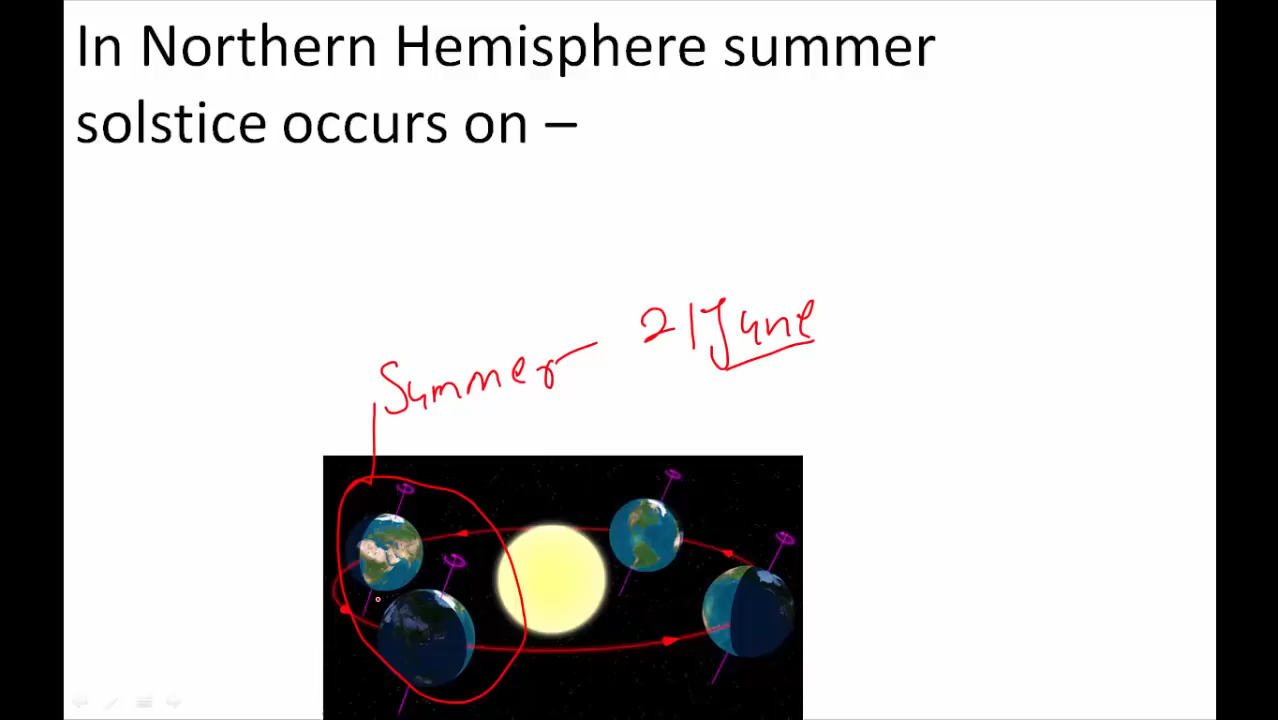 In Northern Hemisphere summer
solstice occurs on –
21 June
Summer